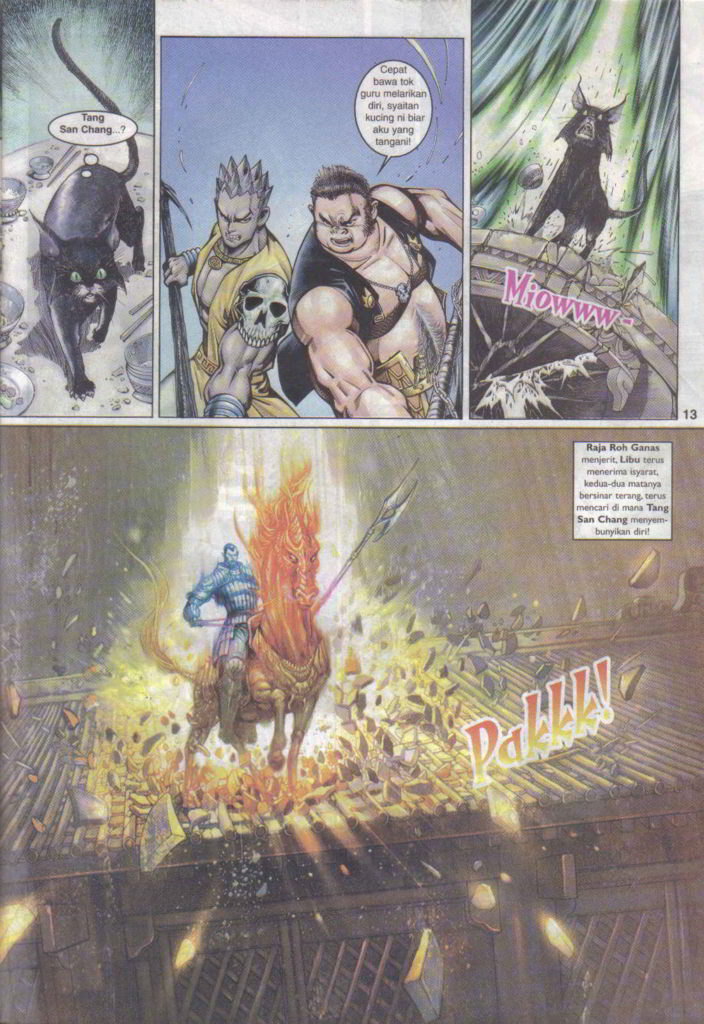 Tang
San Chang...?
Cepat
bawa tok
guru melarikan
diri, syaitan
kucing ni biar
aku yang
tangani!
Miowww-
13
Raja Roh Ganas
menjerit, Libu terus
menerima isyarat,
kedua-dua matanya
bersinar terang, terus
mencari di mana Tang
San Chang menyem-
bunyikan diri!
Pakkk!